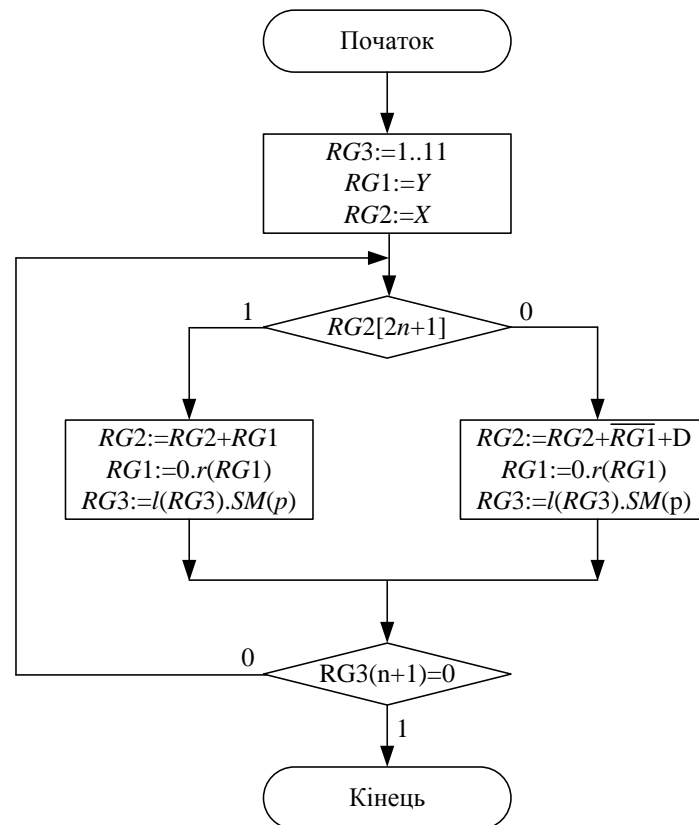 Початок
RG3:=1..11
RG1:=Y
RG2:=X
1
RG2[2n+1]
0
RG2:=RG2+RG1
RG1:=0.r(RG1)
RG3:=l(RG3).SM(p)
RG2:=RG2+R̅G̅1̅+D
RG1:=0.r(RG1)
RG3:=l(RG3).SM(p)
0
RG3(n+1)=0
1
Кінець